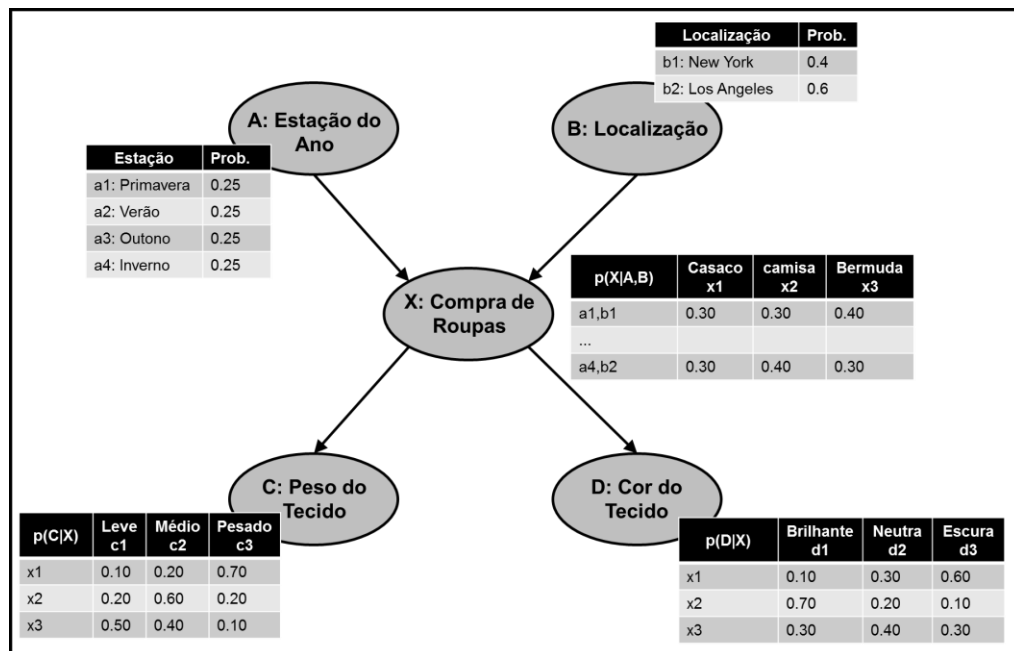 Localização Prob.
b1: New York 0.4
b2: Los Angeles 0.6
A: Estação do
Ano
B: Localização
Estação Prob.
a1: Primavera 0.25
a2: Verão 0.25
a3: Outono 0.25
a4: Inverno 0.25
X: Compra de
Roupas
p(X|A,B) Casaco x1 camisa x2 Bermuda x3
a1,b1 0.30 0.30 0.40
...
a4,b2 0.30 0.40 0.30
C: Peso do
Tecido
D: Cor do
Tecido
p(C|X) Leve c1 Médio c2 Pesado c3
x1 0.10 0.20 0.70
x2 0.20 0.60 0.20
x3 0.50 0.40 0.10
p(D|X) Brilhante d1 Neutra d2 Escura d3
x1 0.10 0.30 0.60
x2 0.70 0.20 0.10
x3 0.30 0.40 0.30